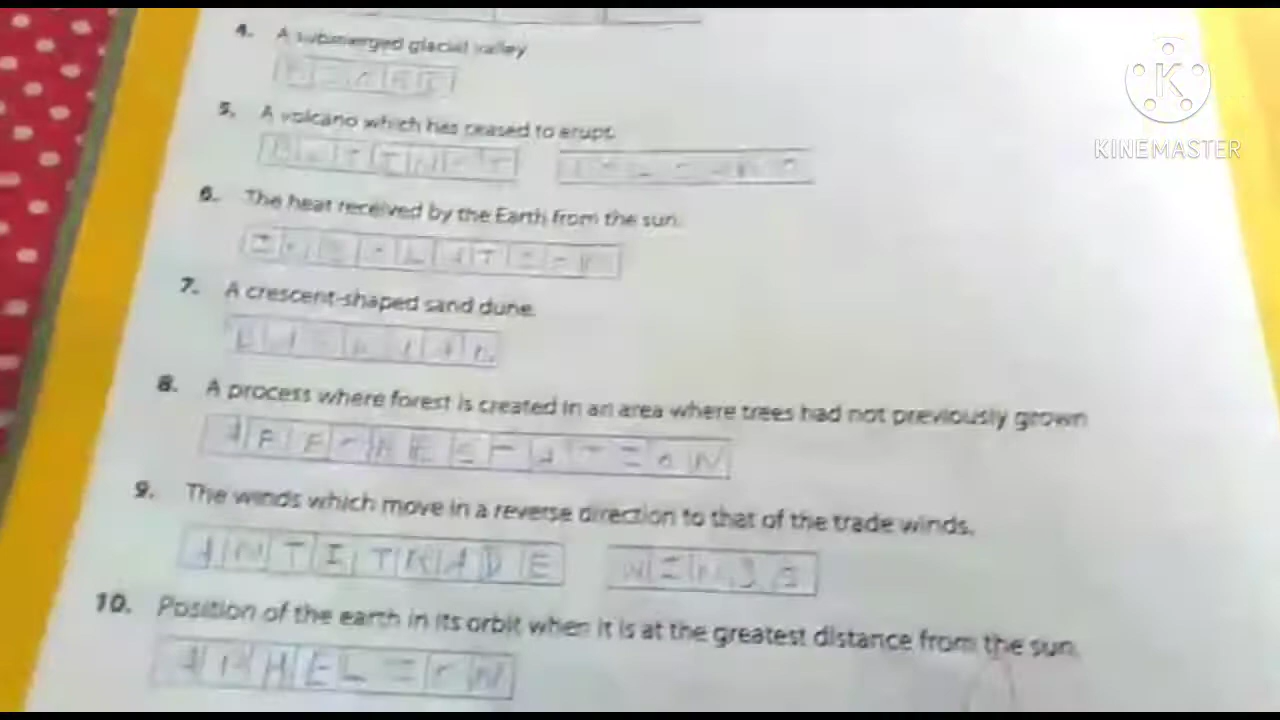 4. A submerged glacial valley
5. A volcano which has ceased to erupt.
6. The heat received by the Earth from the sun.
7. A crescent-shaped sand dune.
8. A process where forest is created in an area where trees had not previously grown
AFFORESTATION
9. The winds which move in a reverse direction to that of the trade winds.
ANTITRADE WINDS
10. Position of the earth in its orbit when it is at the greatest distance from the sun.
APHELION
K
KINEMASTER